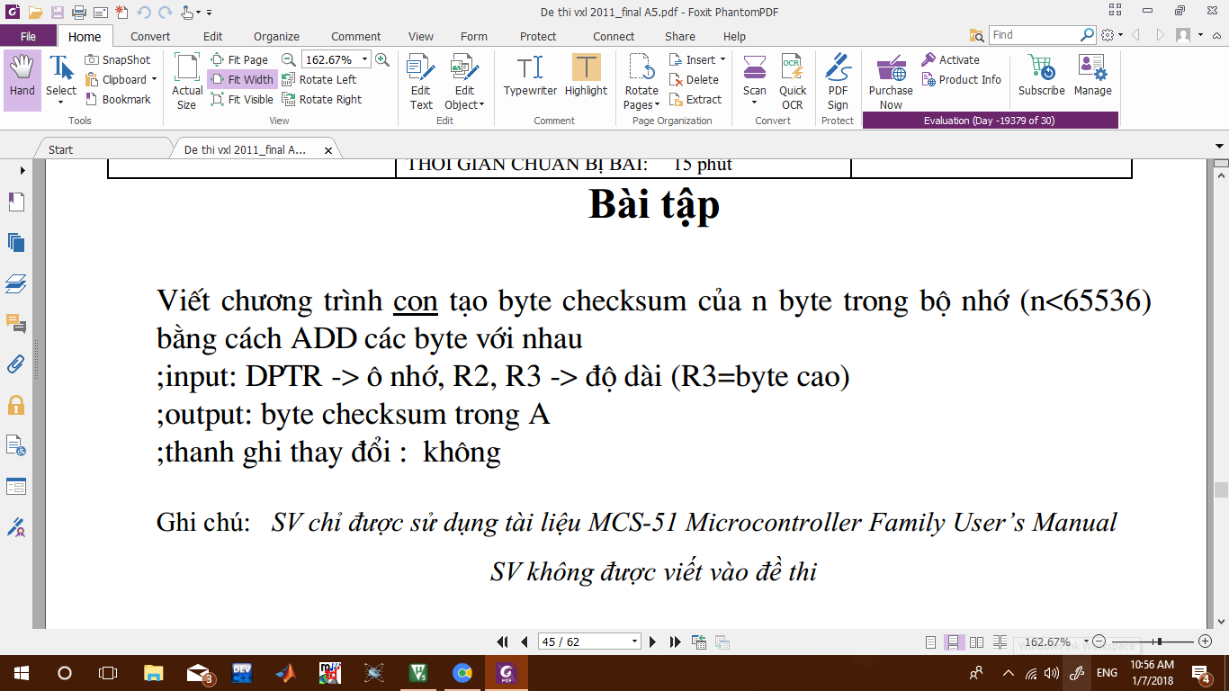 De thi vxl 2011_final A5.pdf - Foxit PhantomPDF
File Home Convert Edit Organize Comment View Form Protect Connect Share Help Find
Hand
Select
SnapShot
Clipboard
Bookmark
Tools
Actual Size
Fit Page
Fit Width
Fit Visible
162.67%
Rotate Left
Rotate Right
View
Edit Text
Edit Object
Edit
Typewriter
Highlight
Comment
Rotate Pages
Insert
Delete
Extract
Page Organization
Scan
Quick OCR
Convert
PDF Sign
Protect
Purchase Now
Activate
Product Info
Subscribe
Manage
Evaluation (Day -19379 of 30)
Start De thi vxl 2011_final A...
THỜI GIAN CHUẨN BỊ BÀI: 15 phút
Bài tập
Viết chương trình con tạo byte checksum của n byte trong bộ nhớ (n<65536)
bằng cách ADD các byte với nhau
;input: DPTR -> ô nhớ, R2, R3 -> độ dài (R3=byte cao)
;output: byte checksum trong A
;thanh ghi thay đổi : không
Ghi chú: SV chỉ được sử dụng tài liệu MCS-51 Microcontroller Family User's Manual
SV không được viết vào đề thi
45 / 62
162.67%
ENG
10:56 AM
1/7/2018